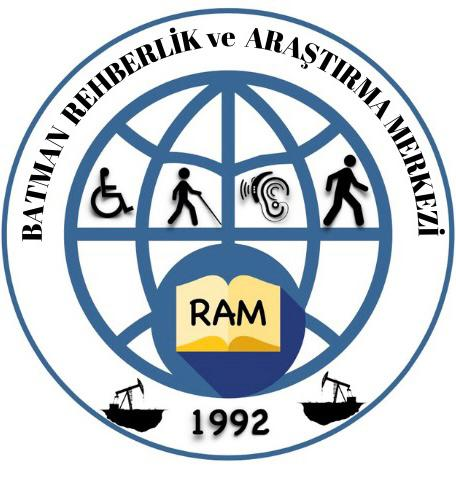 BATMAN REHBERLİK ve ARAŞTIRMA MERKEZİ
RAM
1992